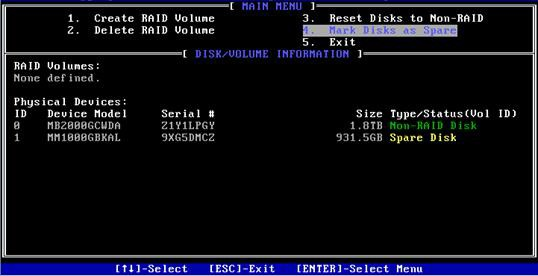 [ MAIN MENU ]
1. Create RAID Volume 3. Reset Disks to Non-RAID
2. Delete RAID Volume 4. Mark Disks as Spare
5. Exit
[ DISK/VOLUME INFORMATION ]
RAID Volumes:
None defined.
Physical Devices:
ID Device Model Serial # Size Type/Status(Vol ID)
0 MB2000GCWDA Z1Y1LPGY 1.8TB Non-RAID Disk
1 MM1000GBKAL 9XG5DMCZ 931.5GB Spare Disk
[↑↓]-Select [ESC]-Exit [ENTER]-Select Menu